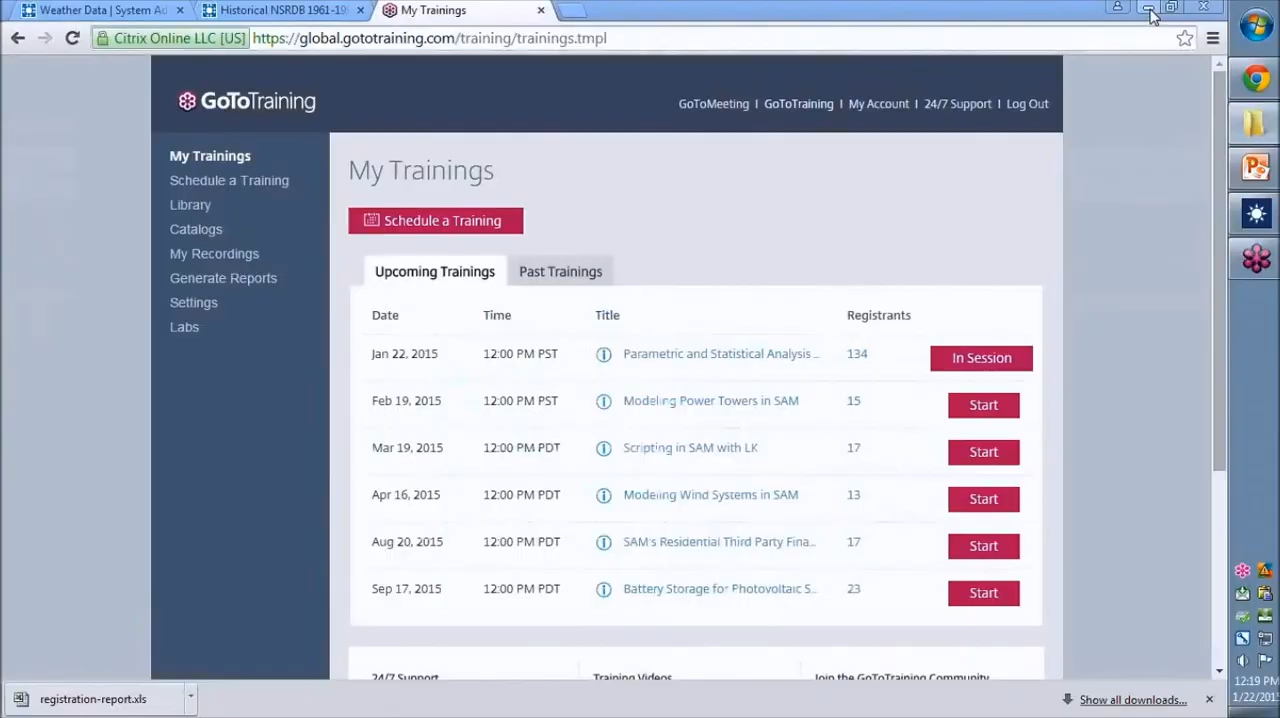 Weather Data | System Ad
Historical NSRDB 1961-19
My Trainings
Citrix Online LLC [US]
https://global.gototraining.com/training/trainings.tmpl
GoToTraining
GoToMeeting | GoToTraining | My Account | 24/7 Support | Log Out
My Trainings
Schedule a Training
Library
Catalogs
My Recordings
Generate Reports
Settings
Labs
My Trainings
Schedule a Training
Upcoming Trainings
Past Trainings
Date Time Title Registrants
Jan 22, 2015 12:00 PM PST Parametric and Statistical Analysis ... 134 In Session
Feb 19, 2015 12:00 PM PST Modeling Power Towers in SAM 15 Start
Mar 19, 2015 12:00 PM PDT Scripting in SAM with LK 17 Start
Apr 16, 2015 12:00 PM PDT Modeling Wind Systems in SAM 13 Start
Aug 20, 2015 12:00 PM PDT SAM's Residential Third Party Fina... 17 Start
Sep 17, 2015 12:00 PM PDT Battery Storage for Photovoltaic S... 23 Start
24/7 Support
Training Videos
Join the GoToTraining Community
registration-report.xls
Show all downloads...
12:19 PM
1/22/201